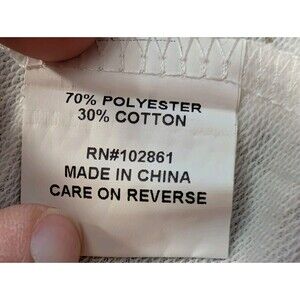 70% POLYESTER
30% COTTON
RN#102861
MADE IN CHINA
CARE ON REVERSE